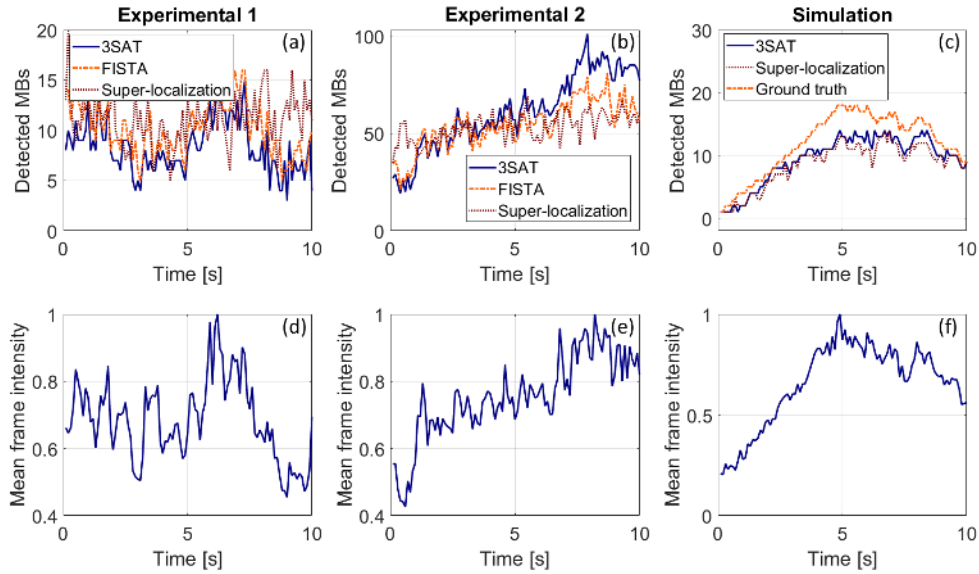 Experimental 1
20
15
10
5
0
Detected MBs
(a)
3SAT
FISTA
Super-localization
0
5
10
Time [s]
Experimental 2
100
50
0
Detected MBs
(b)
3SAT
FISTA
Super-localization
0
5
10
Time [s]
Simulation
30
20
10
0
Detected MBs
(c)
3SAT
Super-localization
Ground truth
0
5
10
Time [s]
1
0.8
0.6
0.4
Mean frame intensity
(d)
0
5
10
Time [s]
1
0.8
0.6
0.4
Mean frame intensity
(e)
0
5
10
Time [s]
1
0.5
0
Mean frame intensity
(f)
0
5
10
Time [s]